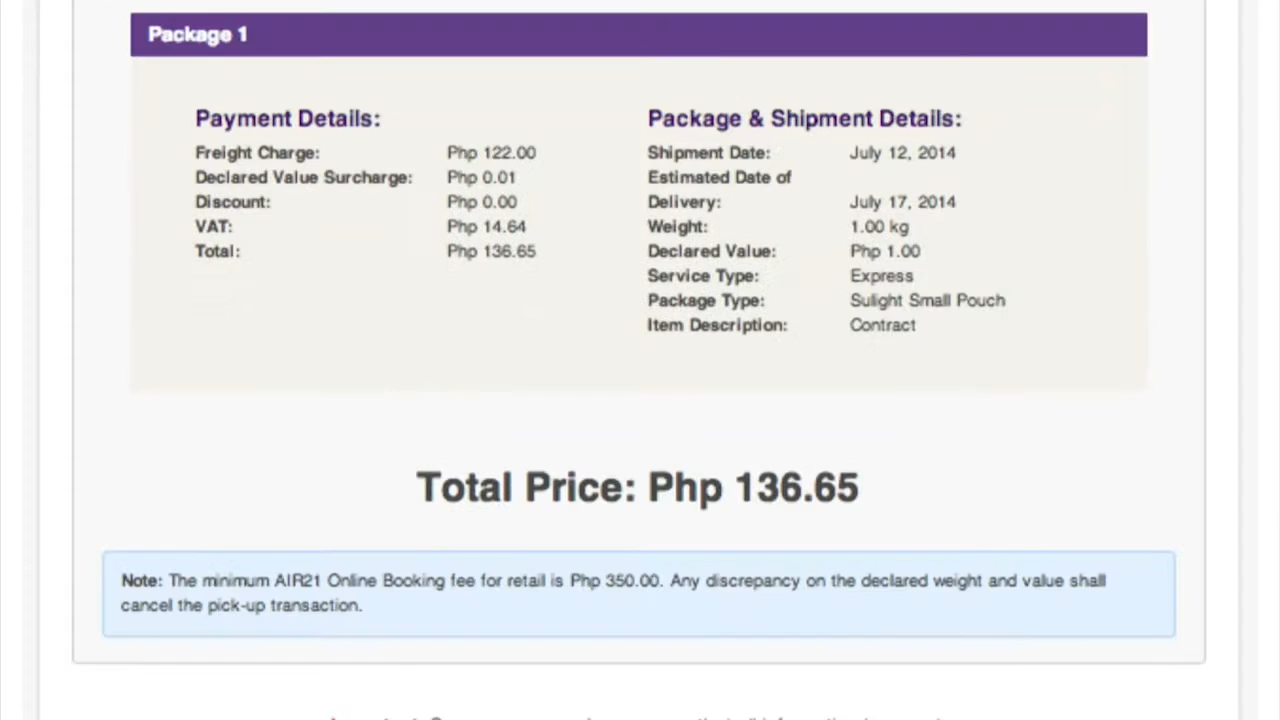 Package 1
Payment Details:
Freight Charge: Php 122.00
Declared Value Surcharge: Php 0.01
Discount: Php 0.00
VAT: Php 14.64
Total: Php 136.65
Package & Shipment Details:
Shipment Date: July 12, 2014
Estimated Date of
Delivery: July 17, 2014
Weight: 1.00 kg
Declared Value: Php 1.00
Service Type: Express
Package Type: Sulight Small Pouch
Item Description: Contract
Total Price: Php 136.65
Note: The minimum AIR21 Online Booking fee for retail is Php 350.00. Any discrepancy on the declared weight and value shall
cancel the pick-up transaction.